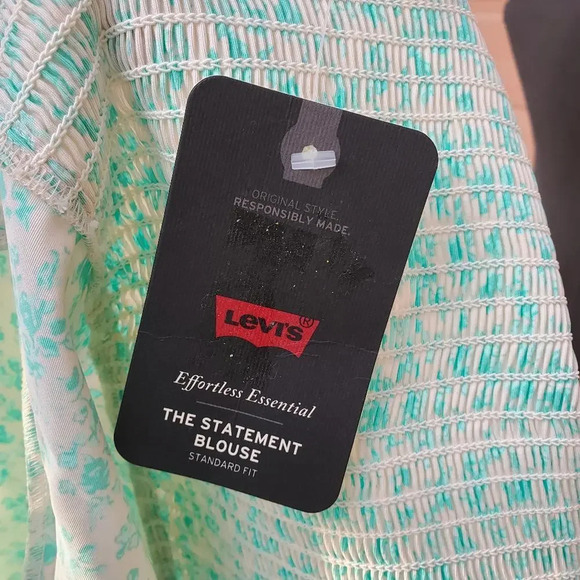 ORIGINAL STYLE.
RESPONSIBLY MADE.
Levi's®
Effortless Essential
THE STATEMENT
BLOUSE
STANDARD FIT